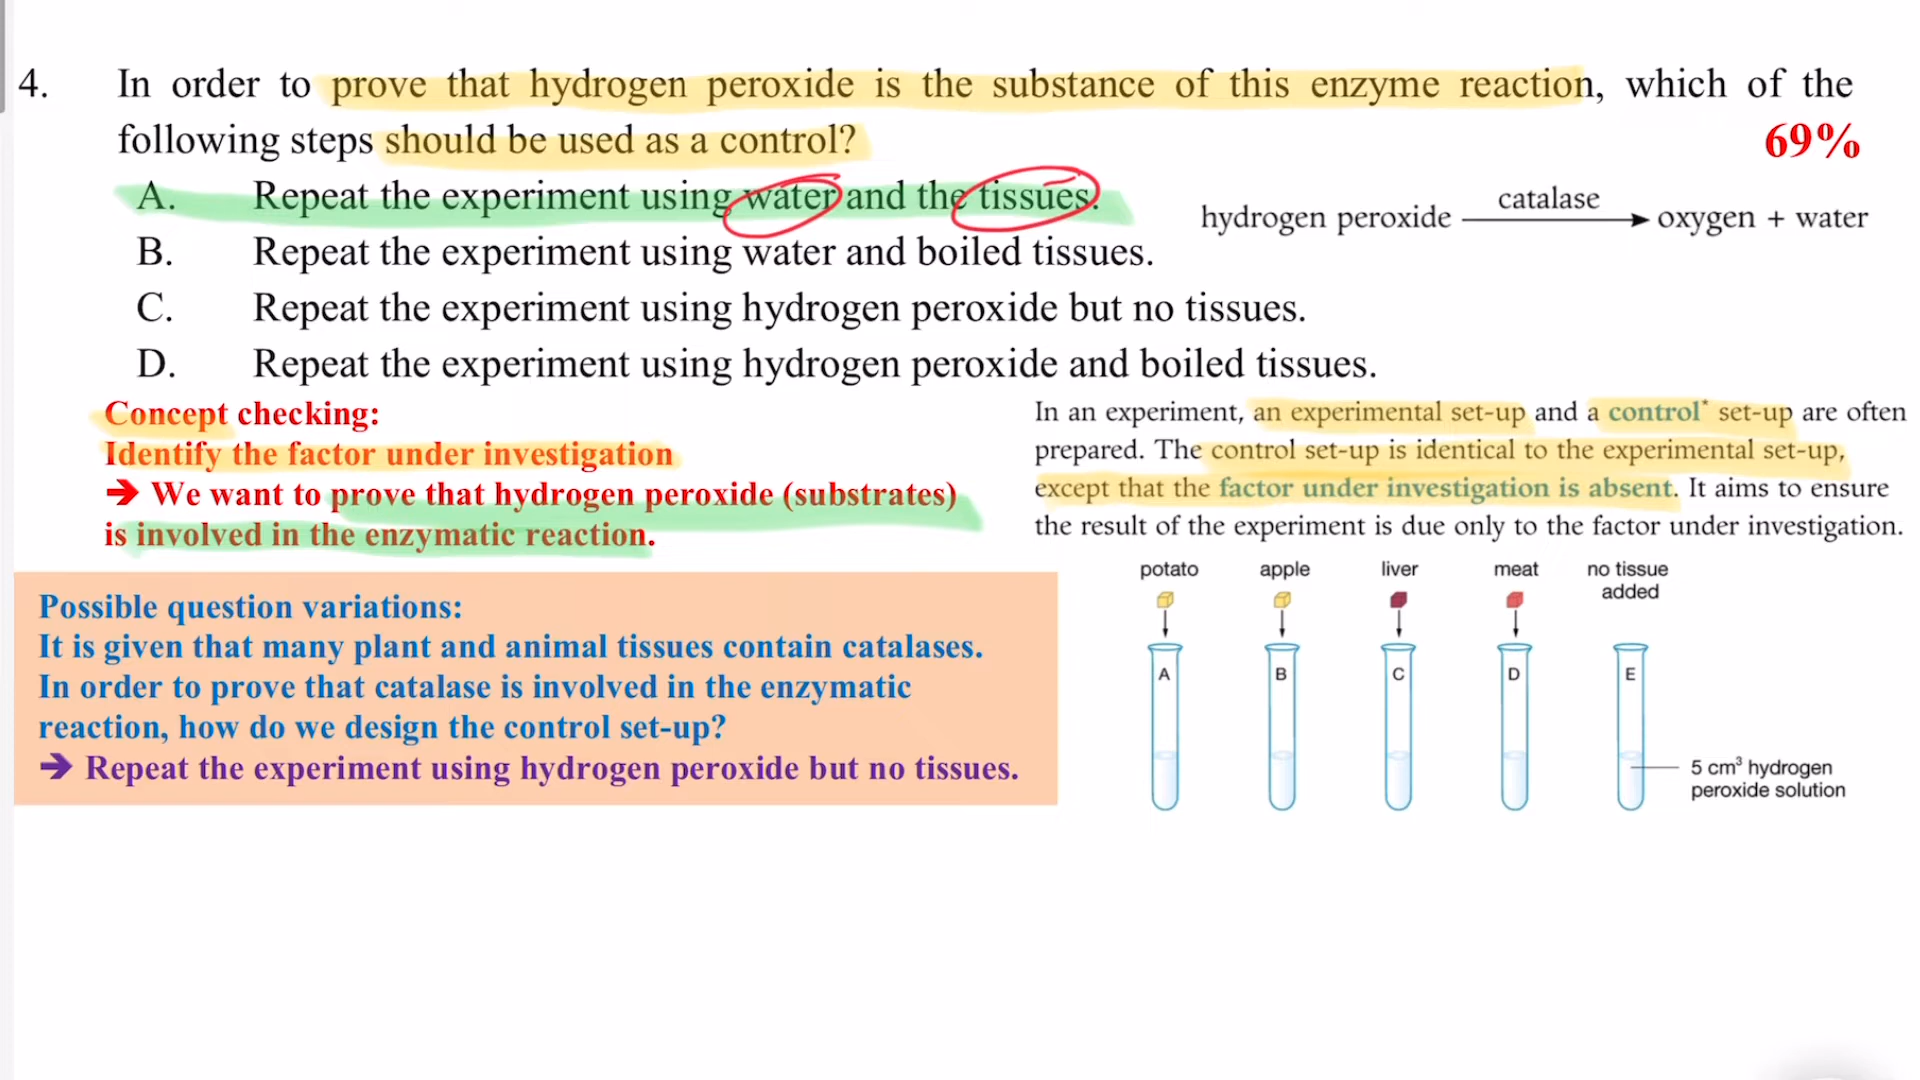 4. In order to prove that hydrogen peroxide is the substance of this enzyme reaction, which of the
following steps should be used as a control?
69%
A. Repeat the experiment using water and the tissues.
B. Repeat the experiment using water and boiled tissues.
C. Repeat the experiment using hydrogen peroxide but no tissues.
D. Repeat the experiment using hydrogen peroxide and boiled tissues.
catalase
hydrogen peroxide → oxygen + water
Concept checking:
Identify the factor under investigation
➔ We want to prove that hydrogen peroxide (substrates)
is involved in the enzymatic reaction.
In an experiment, an experimental set-up and a control* set-up are often
prepared. The control set-up is identical to the experimental set-up,
except that the factor under investigation is absent. It aims to ensure
the result of the experiment is due only to the factor under investigation.
Possible question variations:
It is given that many plant and animal tissues contain catalases.
In order to prove that catalase is involved in the enzymatic
reaction, how do we design the control set-up?
➔ Repeat the experiment using hydrogen peroxide but no tissues.
potato apple liver meat no tissue
added
A B C D E
5 cm³ hydrogen
peroxide solution